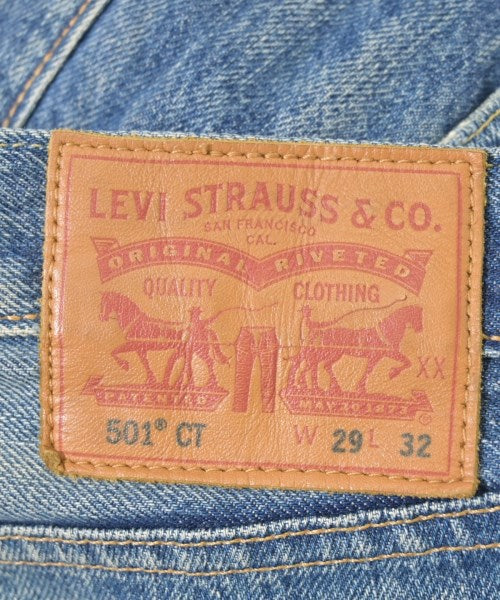 LEVI STRAUSS & CO.
SAN FRANCISCO
CAL.
ORIGINAL RIVETED
QUALITY CLOTHING
XX
PATENTED MAY 20 1873
501® CT W 29 L 32